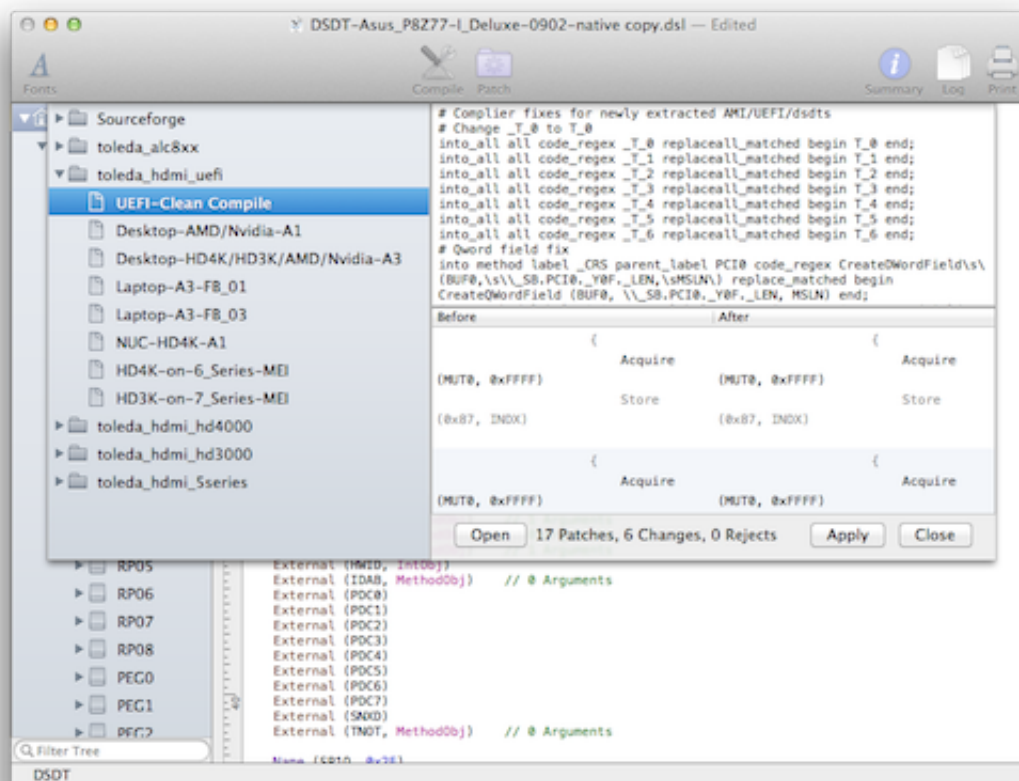 DSDT-Asus_P8Z77-I_Deluxe-0902-native copy.dsl — Edited
Fonts
Compile
Patch
Summary
Log
Print
Sourceforge
toleda_alc8xx
toleda_hdmi_uefi
UEFI-Clean Compile
Desktop-AMD/Nvidia-A1
Desktop-HD4K/HD3K/AMD/Nvidia-A3
Laptop-A3-FB_01
Laptop-A3-FB_03
NUC-HD4K-A1
HD4K-on-6_Series-MEI
HD3K-on-7_Series-MEI
toleda_hdmi_hd4000
toleda_hdmi_hd3000
toleda_hdmi_5series
# Complier fixes for newly extracted AMI/UEFI/dsdts
# Change _T_0 to T_0
into_all all code_regex _T_0 replaceall_matched begin T_0 end;
into_all all code_regex _T_1 replaceall_matched begin T_1 end;
into_all all code_regex _T_2 replaceall_matched begin T_2 end;
into_all all code_regex _T_3 replaceall_matched begin T_3 end;
into_all all code_regex _T_4 replaceall_matched begin T_4 end;
into_all all code_regex _T_5 replaceall_matched begin T_5 end;
into_all all code_regex _T_6 replaceall_matched begin T_6 end;
# Qword field fix
into method label _CRS parent_label PCI0 code_regex CreateDWordField\s\
(BUF0,\s\\_SB.PCI0._Y0F._LEN,\sMSLN\) replace_matched begin
CreateQWordField (BUF0, \\_SB.PCI0._Y0F._LEN, MSLN) end;
Before
After
{ {
Acquire Acquire
(MUT0, 0xFFFF) (MUT0, 0xFFFF)
Store Store
(0x87, INDX) (0x87, INDX)
{ {
Acquire Acquire
(MUT0, 0xFFFF) (MUT0, 0xFFFF)
Open
17 Patches, 6 Changes, 0 Rejects
Apply
Close
RP05
RP06
RP07
RP08
PEG0
PEG1
PEG2
External (HWID, IntObj)
External (IDAB, MethodObj) // 0 Arguments
External (PDC0)
External (PDC1)
External (PDC2)
External (PDC3)
External (PDC4)
External (PDC5)
External (PDC6)
External (PDC7)
External (SNXD)
External (TNOT, MethodObj) // 0 Arguments
40
Filter Tree
DSDT